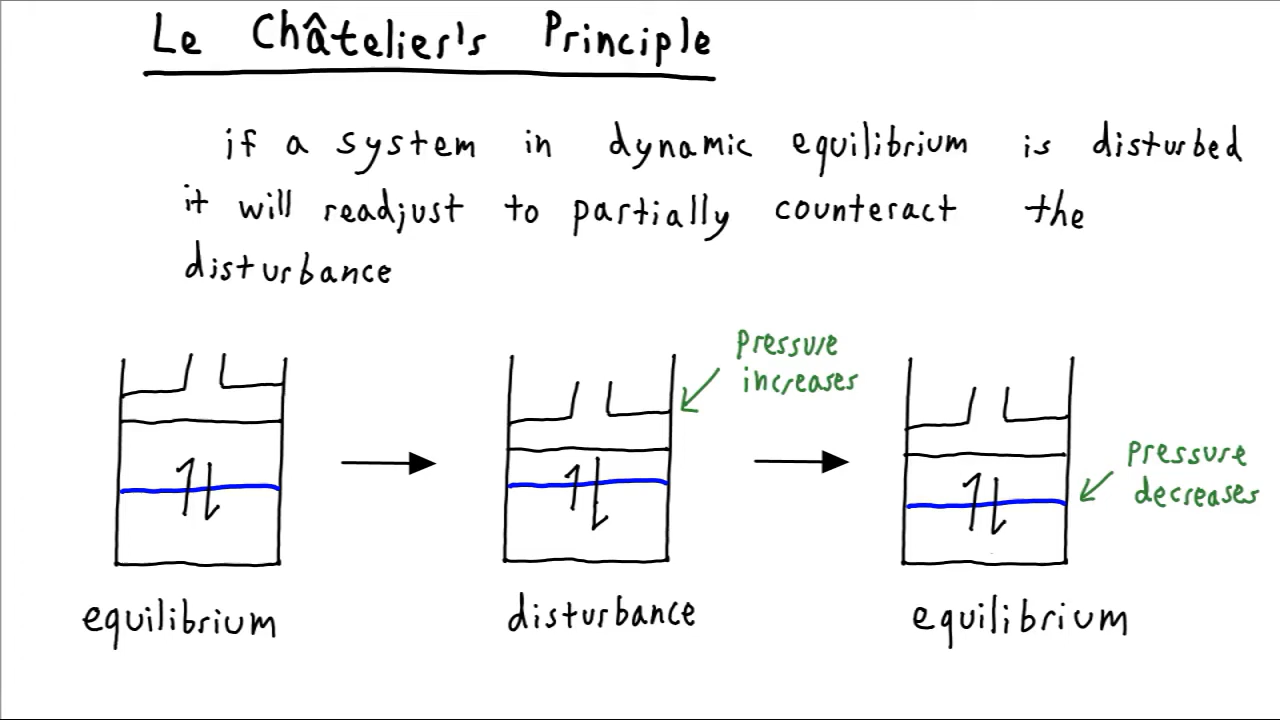 Le Châtelier's Principle
if a system in dynamic equilibrium is disturbed
it will readjust to partially counteract the
disturbance
pressure
increases
pressure
decreases
equilibrium
disturbance
equilibrium